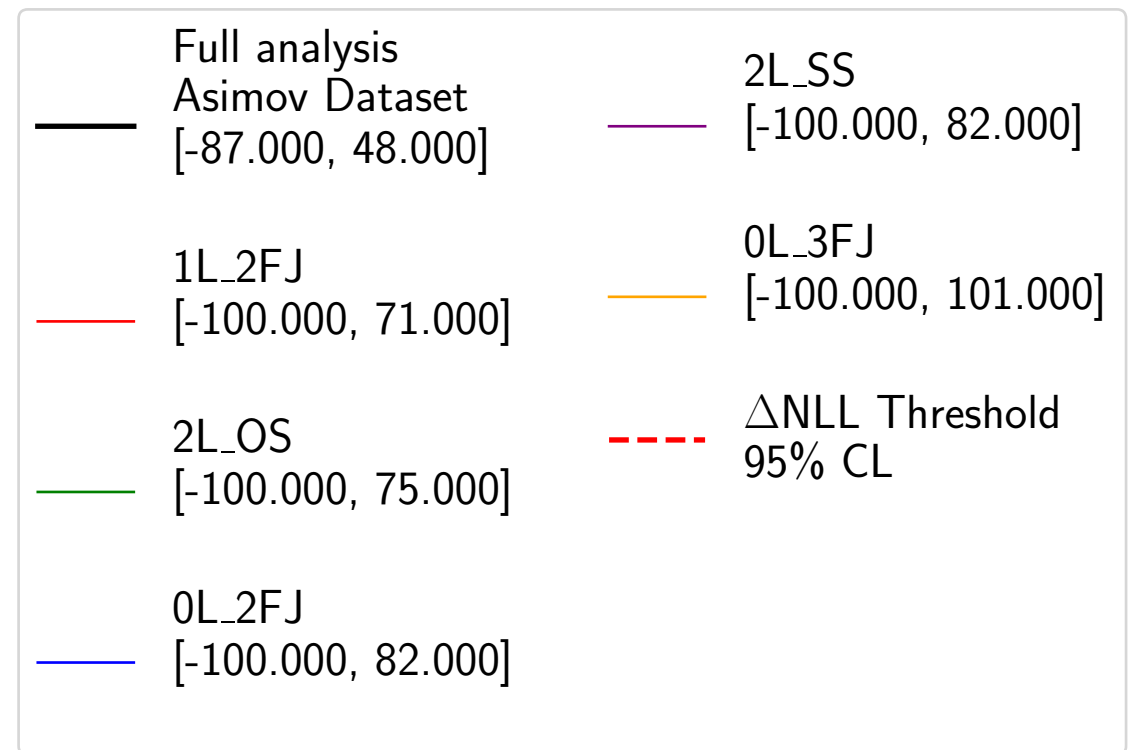 Full analysis
Asimov Dataset
[-87.000, 48.000]
1L_2FJ
[-100.000, 71.000]
2L_OS
[-100.000, 75.000]
0L_2FJ
[-100.000, 82.000]
2L_SS
[-100.000, 82.000]
0L_3FJ
[-100.000, 101.000]
ΔNLL Threshold
95% CL